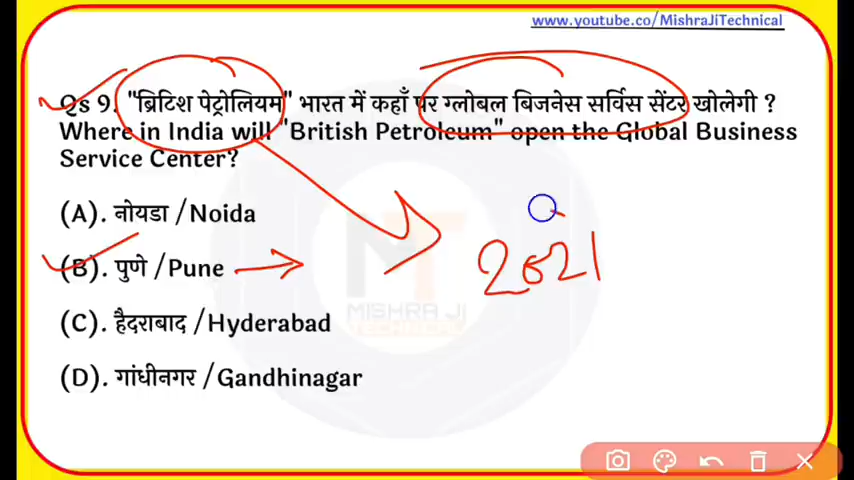 www.youtube.co/MishraJiTechnical
Qs 9. "ब्रिटिश पेट्रोलियम" भारत में कहाँ पर ग्लोबल बिजनेस सर्विस सेंटर खोलेगी ?
Where in India will "British Petroleum" open the Global Business
Service Center?
(A). नोयडा /Noida
(B). पुणे /Pune
2021
MISHRA JI
TECHNICAL
(C). हैदराबाद /Hyderabad
(D). गांधीनगर /Gandhinagar